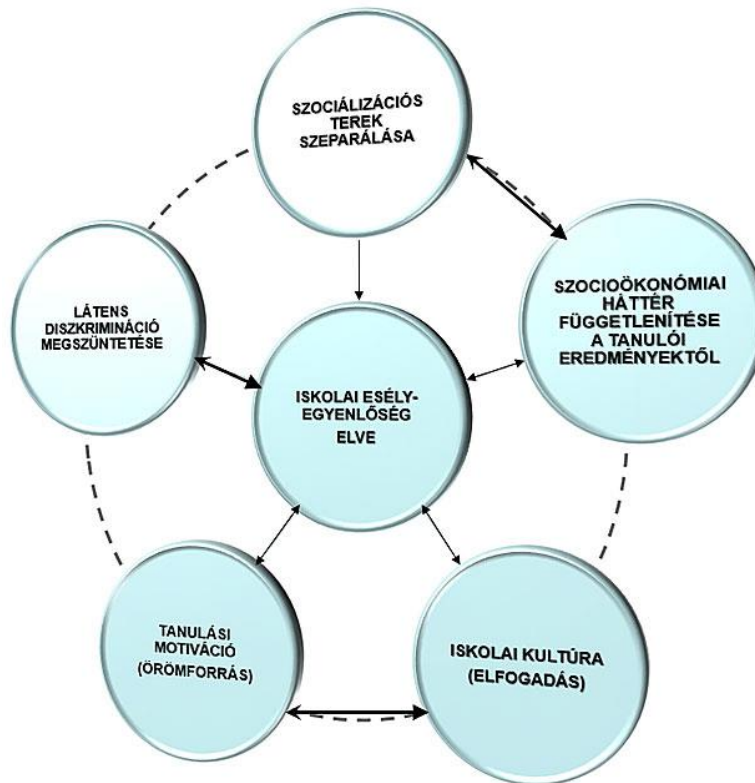 SZOCIÁLIZÁCIÓS
TEREK
SZEPARÁLÁSA
SZOCIOÖKONÓMIAI
HÁTTÉR
FÜGGETLENÍTÉSE
A TANULÓI
EREDMÉNYEKTŐL
LÁTENS
DISZKRIMINÁCIÓ
MEGSZÜNTETÉSE
ISKOLAI ESÉLY-
EGYENLŐSÉG
ELVE
TANULÁSI
MOTIVÁCIÓ
(ÖRÖMFORRÁS)
ISKOLAI KULTÚRA
(ELFOGADÁS)